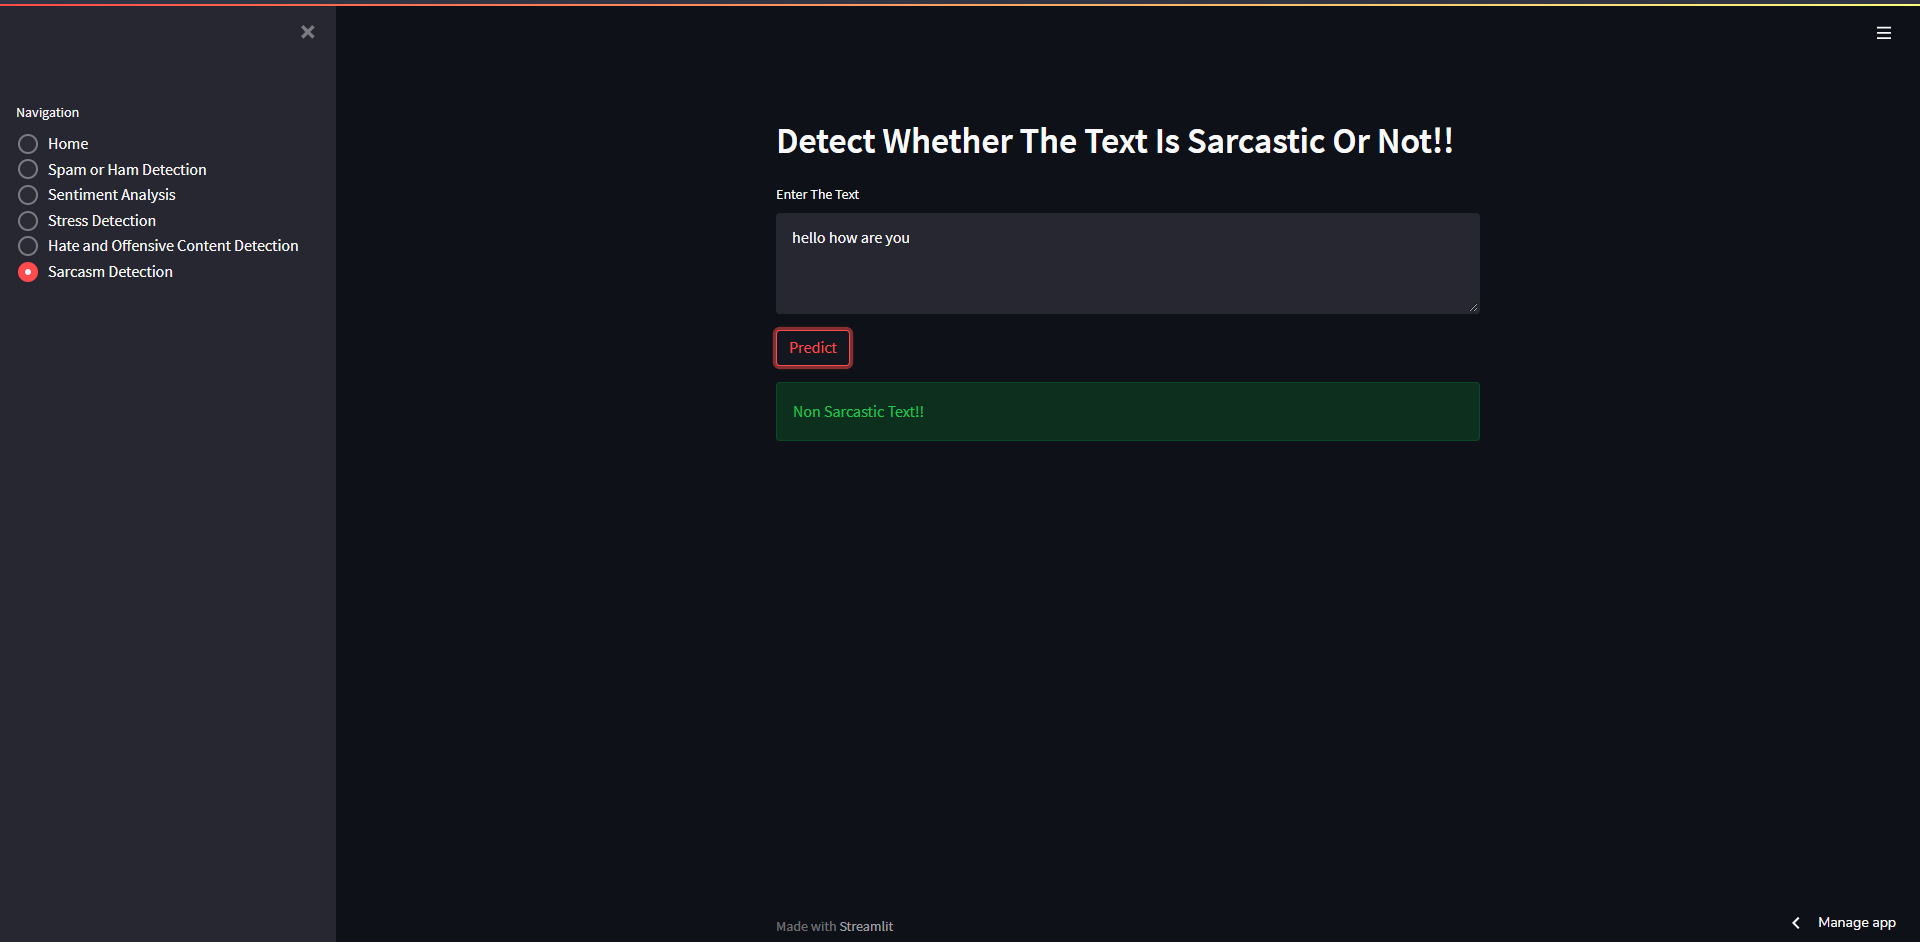 Navigation
Home
Spam or Ham Detection
Sentiment Analysis
Stress Detection
Hate and Offensive Content Detection
Sarcasm Detection
Detect Whether The Text Is Sarcastic Or Not!!
Enter The Text
hello how are you
Predict
Non Sarcastic Text!!
Made with Streamlit
Manage app